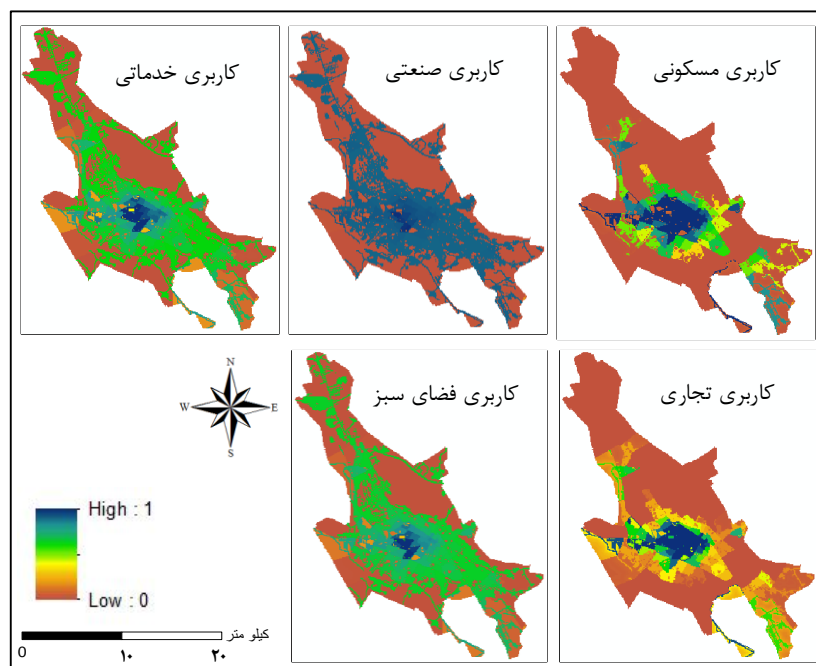 کاربری خدماتی
کاربری صنعتی
کاربری مسکونی
کاربری فضای سبز
کاربری تجاری
N
W E
S
High : 1
Low : 0
کیلو متر
0 ۱۰ ۲۰